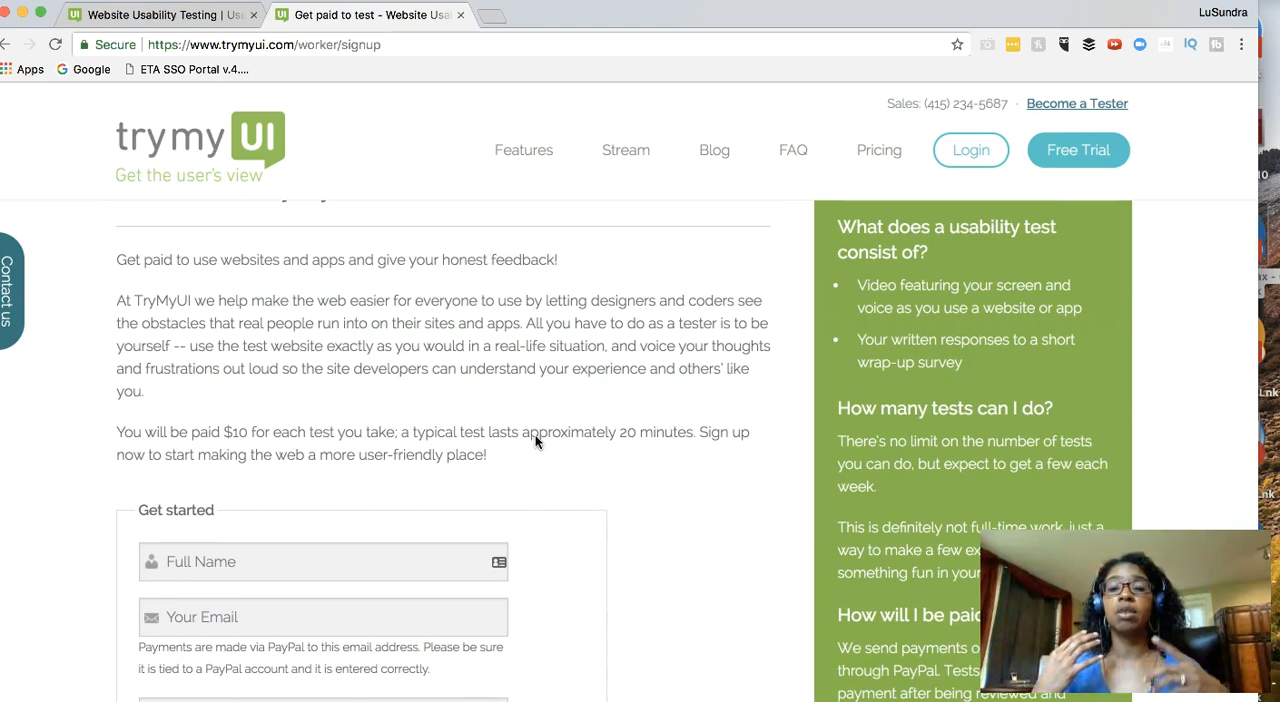 Website Usability Testing | Use
Get paid to test - Website Usal
LuSundra
Secure | https://www.trymyui.com/worker/signup
Apps
Google
ETA SSO Portal v.4....
Sales: (415) 234-5687 · Become a Tester
trymy UI
Get the user's view
Features
Stream
Blog
FAQ
Pricing
Login
Free Trial
Contact us
Get paid to use websites and apps and give your honest feedback!
At TryMyUI we help make the web easier for everyone to use by letting designers and coders see
the obstacles that real people run into on their sites and apps. All you have to do as a tester is to be
yourself -- use the test website exactly as you would in a real-life situation, and voice your thoughts
and frustrations out loud so the site developers can understand your experience and others' like
you.
You will be paid $10 for each test you take; a typical test lasts approximately 20 minutes. Sign up
now to start making the web a more user-friendly place!
Get started
Full Name
Your Email
Payments are made via PayPal to this email address. Please be sure
it is tied to a PayPal account and it is entered correctly.
What does a usability test
consist of?
• Video featuring your screen and
voice as you use a website or app
• Your written responses to a short
wrap-up survey
How many tests can I do?
There's no limit on the number of tests
you can do, but expect to get a few each
week.
This is definitely not full-time work, just a
way to make a few ex
something fun in your
How will I be paid
We send payments o
through PayPal. Tests
payment after being reviewed and